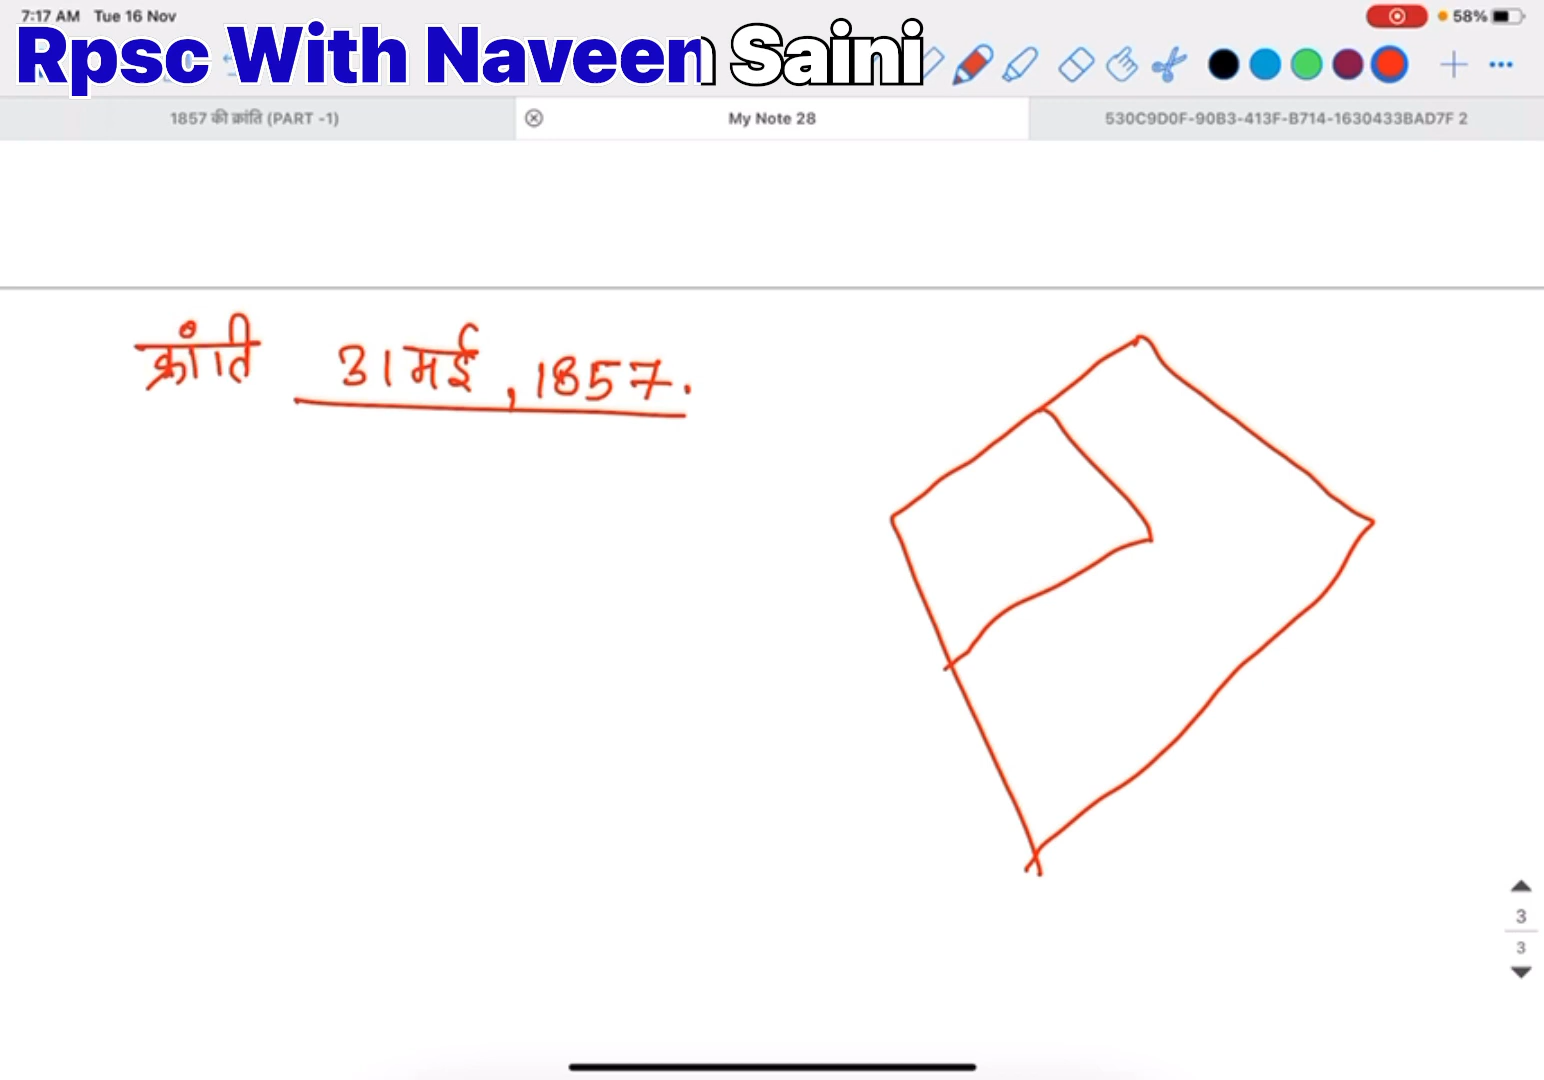 7:17 AM Tue 16 Nov
58%
Rpsc With Naveen Saini
1857 की क्रांति (PART -1)
My Note 28
530C9D0F-90B3-413F-B714-1630433BAD7F 2
क्रांति 31 मई , 1857.
3
3